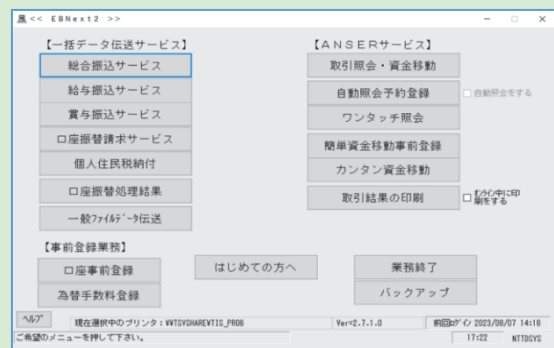 << EBNext2 >>
【一括データ伝送サービス】
総合振込サービス
給与振込サービス
賞与振込サービス
口座振替請求サービス
個人住民税納付
口座振替処理結果
一般ファイルデータ伝送
【ANSERサービス】
取引照会・資金移動
自動照会予約登録
自動照会をする
ワンタッチ照会
簡単資金移動事前登録
カンタン資金移動
取引結果の印刷
オンライン中に印
刷をする
【事前登録業務】
口座事前登録
為替手数料登録
はじめての方へ
業務終了
バックアップ
ヘルプ
現在選択中のプリンタ:¥¥TSVSHARE¥TIS_PRO6
Ver=2.7.1.0
前回ログイン 2023/08/07 14:16
ご希望のメニューを押して下さい。
17:22
NTTDSYS